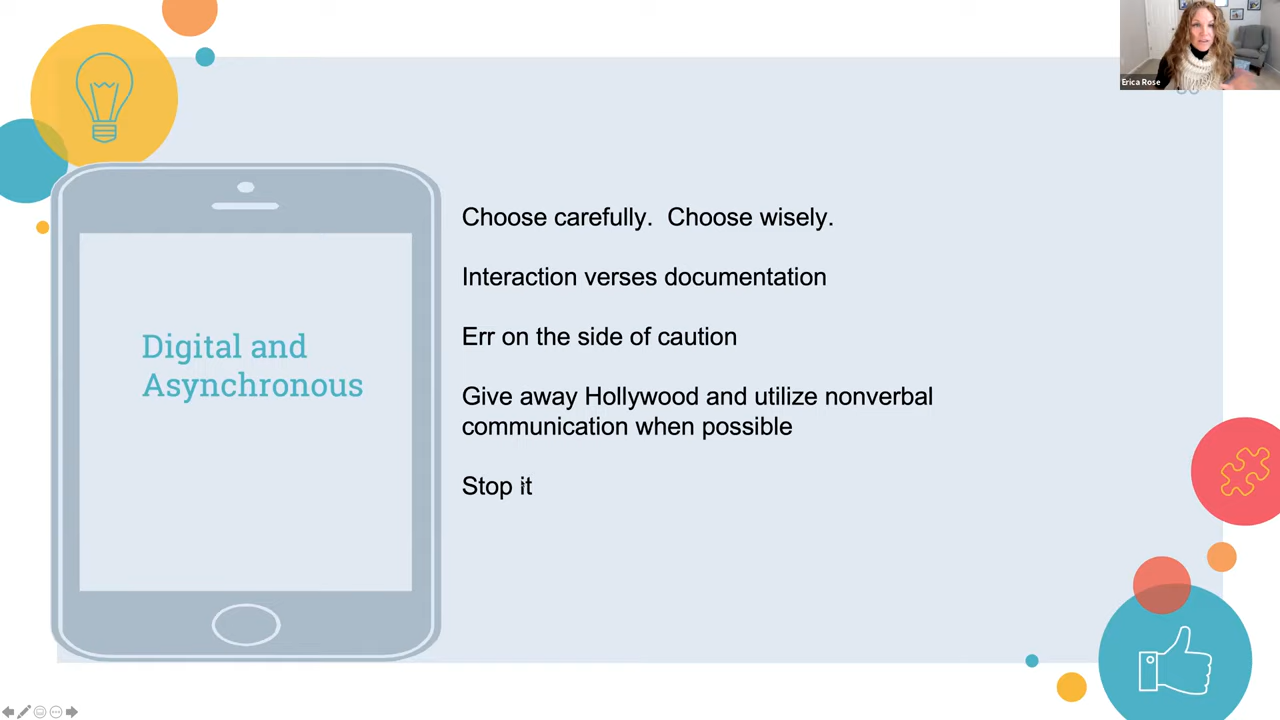 Erica Rose
Digital and
Asynchronous
Choose carefully.  Choose wisely.
Interaction verses documentation
Err on the side of caution
Give away Hollywood and utilize nonverbal
communication when possible
Stop it